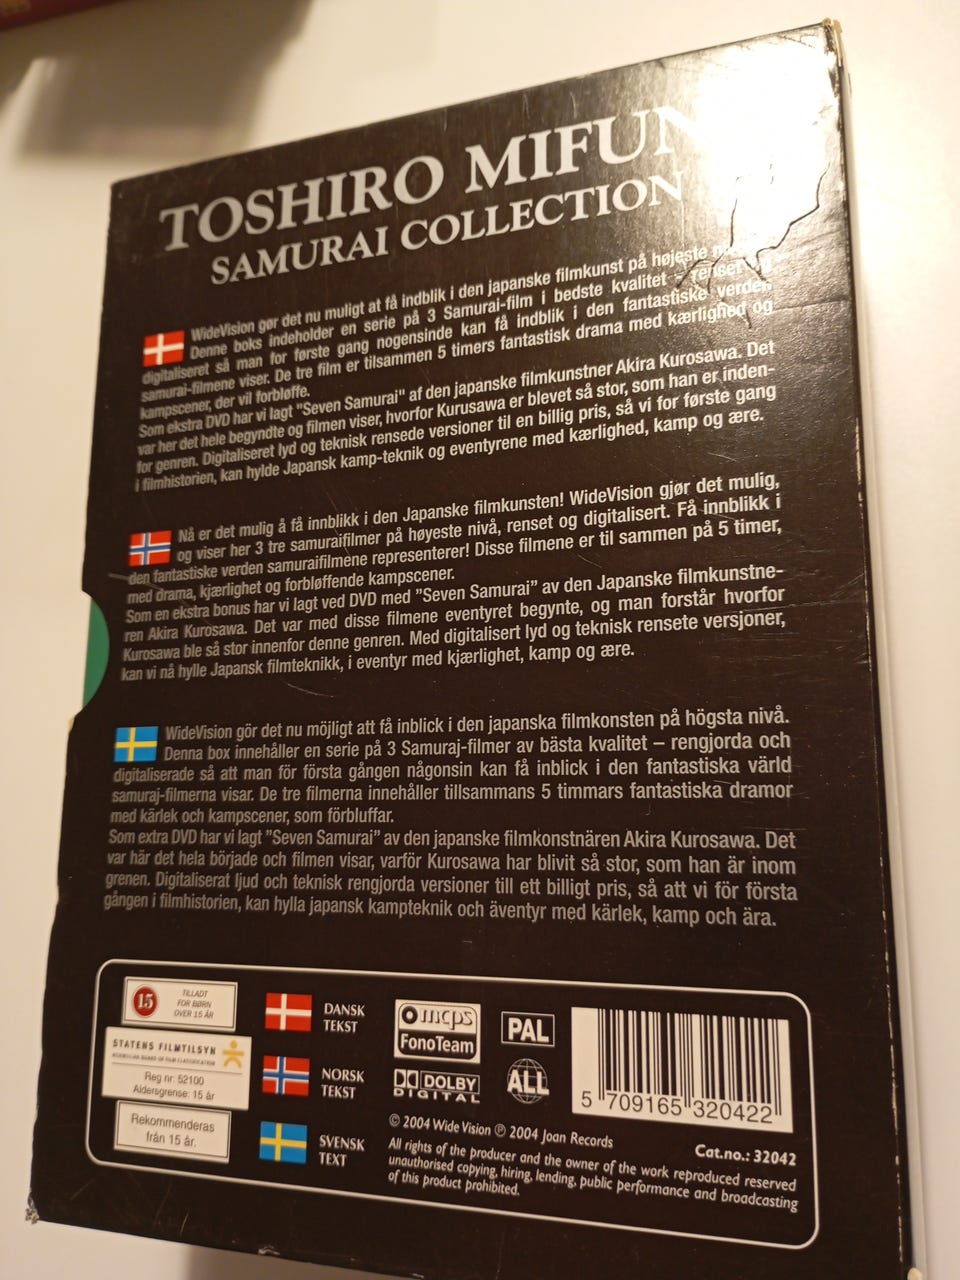 TOSHIRO MIFUN
SAMURAI COLLECTION
WideVision gør det nu muligt at få indblik i den japanske filmkunst på højeste
Denne boks indeholder en serie på 3 Samurai-film i bedste kvalitet - renset
digitaliseret så man for første gang nogensinde kan få indblik i den fantastiske verden
samurai-filmene viser. De tre film er tilsammen 5 timers fantastisk drama med kærlighed og
kampscener, der vil forbløffe.
Som ekstra DVD har vi lagt "Seven Samurai" af den japanske filmkunstner Akira Kurosawa. Det
var her det hele begyndte og filmen viser, hvorfor Kurusawa er blevet så stor, som han er inden-
for genren. Digitaliseret lyd og teknisk rensede versioner til en billig pris, så vi for første gang
i filmhistorien, kan hylde Japansk kamp-teknik og eventyrene med kærlighed, kamp og ære.
Nå er det mulig å få innblikk i den Japanske filmkunsten! WideVision gjør det mulig,
og viser her 3 tre samuraifilmer på høyeste nivå, renset og digitalisert. Få innblikk i
den fantastiske verden samuraifilmene representerer! Disse filmene er til sammen på 5 timer,
med drama, kjærlighet og forbløffende kampscener.
Som en ekstra bonus har vi lagt ved DVD med "Seven Samurai" av den Japanske filmkunstne-
ren Akira Kurosawa. Det var med disse filmene eventyret begynte, og man forstår hvorfor
Kurosawa ble så stor innenfor denne genren. Med digitalisert lyd og teknisk rensete versjoner,
kan vi nå hylle Japansk filmteknikk, i eventyr med kjærlighet, kamp og ære.
WideVision gör det nu möjligt att få inblick i den japanska filmkonsten på högsta nivå.
Denna box innehåller en serie på 3 Samuraj-filmer av bästa kvalitet – rengjorda och
digitaliserade så att man för första gången någonsin kan få inblick i den fantastiska värld
samuraj-filmerna visar. De tre filmerna innehåller tillsammans 5 timmars fantastiska dramor
med kärlek och kampscener, som förbluffar.
Som extra DVD har vi lagt "Seven Samurai" av den japanske filmkonstnären Akira Kurosawa. Det
var här det hela började och filmen visar, varför Kurosawa har blivit så stor, som han är inom
grenen. Digitaliserat ljud och teknisk rengjorda versioner till ett billigt pris, så att vi för första
gången i filmhistorien, kan hylla japansk kampteknik och äventyr med kärlek, kamp och ära.
15
TILLADT
FOR BØRN
OVER 15 ÅR
STATENS FILMTILSYN
NORWEGIAN BOARD OF FILM CLASSIFICATION
Reg nr: 52100
Aldersgrense: 15 år
Rekommenderas
från 15 år.
DANSK
TEKST
NORSK
TEKST
SVENSK
TEXT
mcps
FonoTeam
PAL
DOLBY
DIGITAL
ALL
5 709165 320422
© 2004 Wide Vision ℗ 2004 Joan Records
Cat.no.: 32042
All rights of the producer and the owner of the work reproduced reserved
unauthorised copying, hiring, lending, public performance and broadcasting
of this product prohibited.